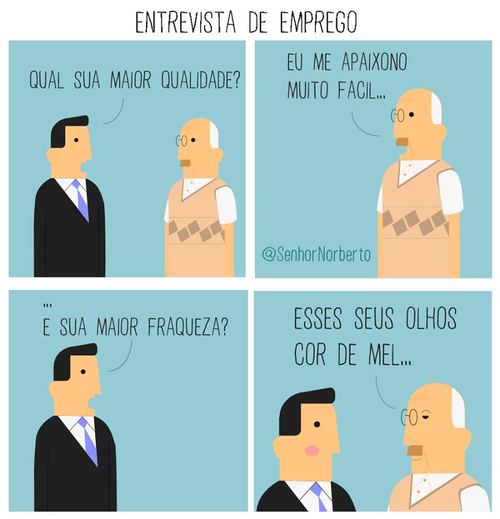 ENTREVISTA DE EMPREGO
QUAL SUA MAIOR QUALIDADE?
EU ME APAIXONO
MUITO FACIL...
@SenhorNorberto
...
E SUA MAIOR FRAQUEZA?
ESSES SEUS OLHOS
COR DE MEL...